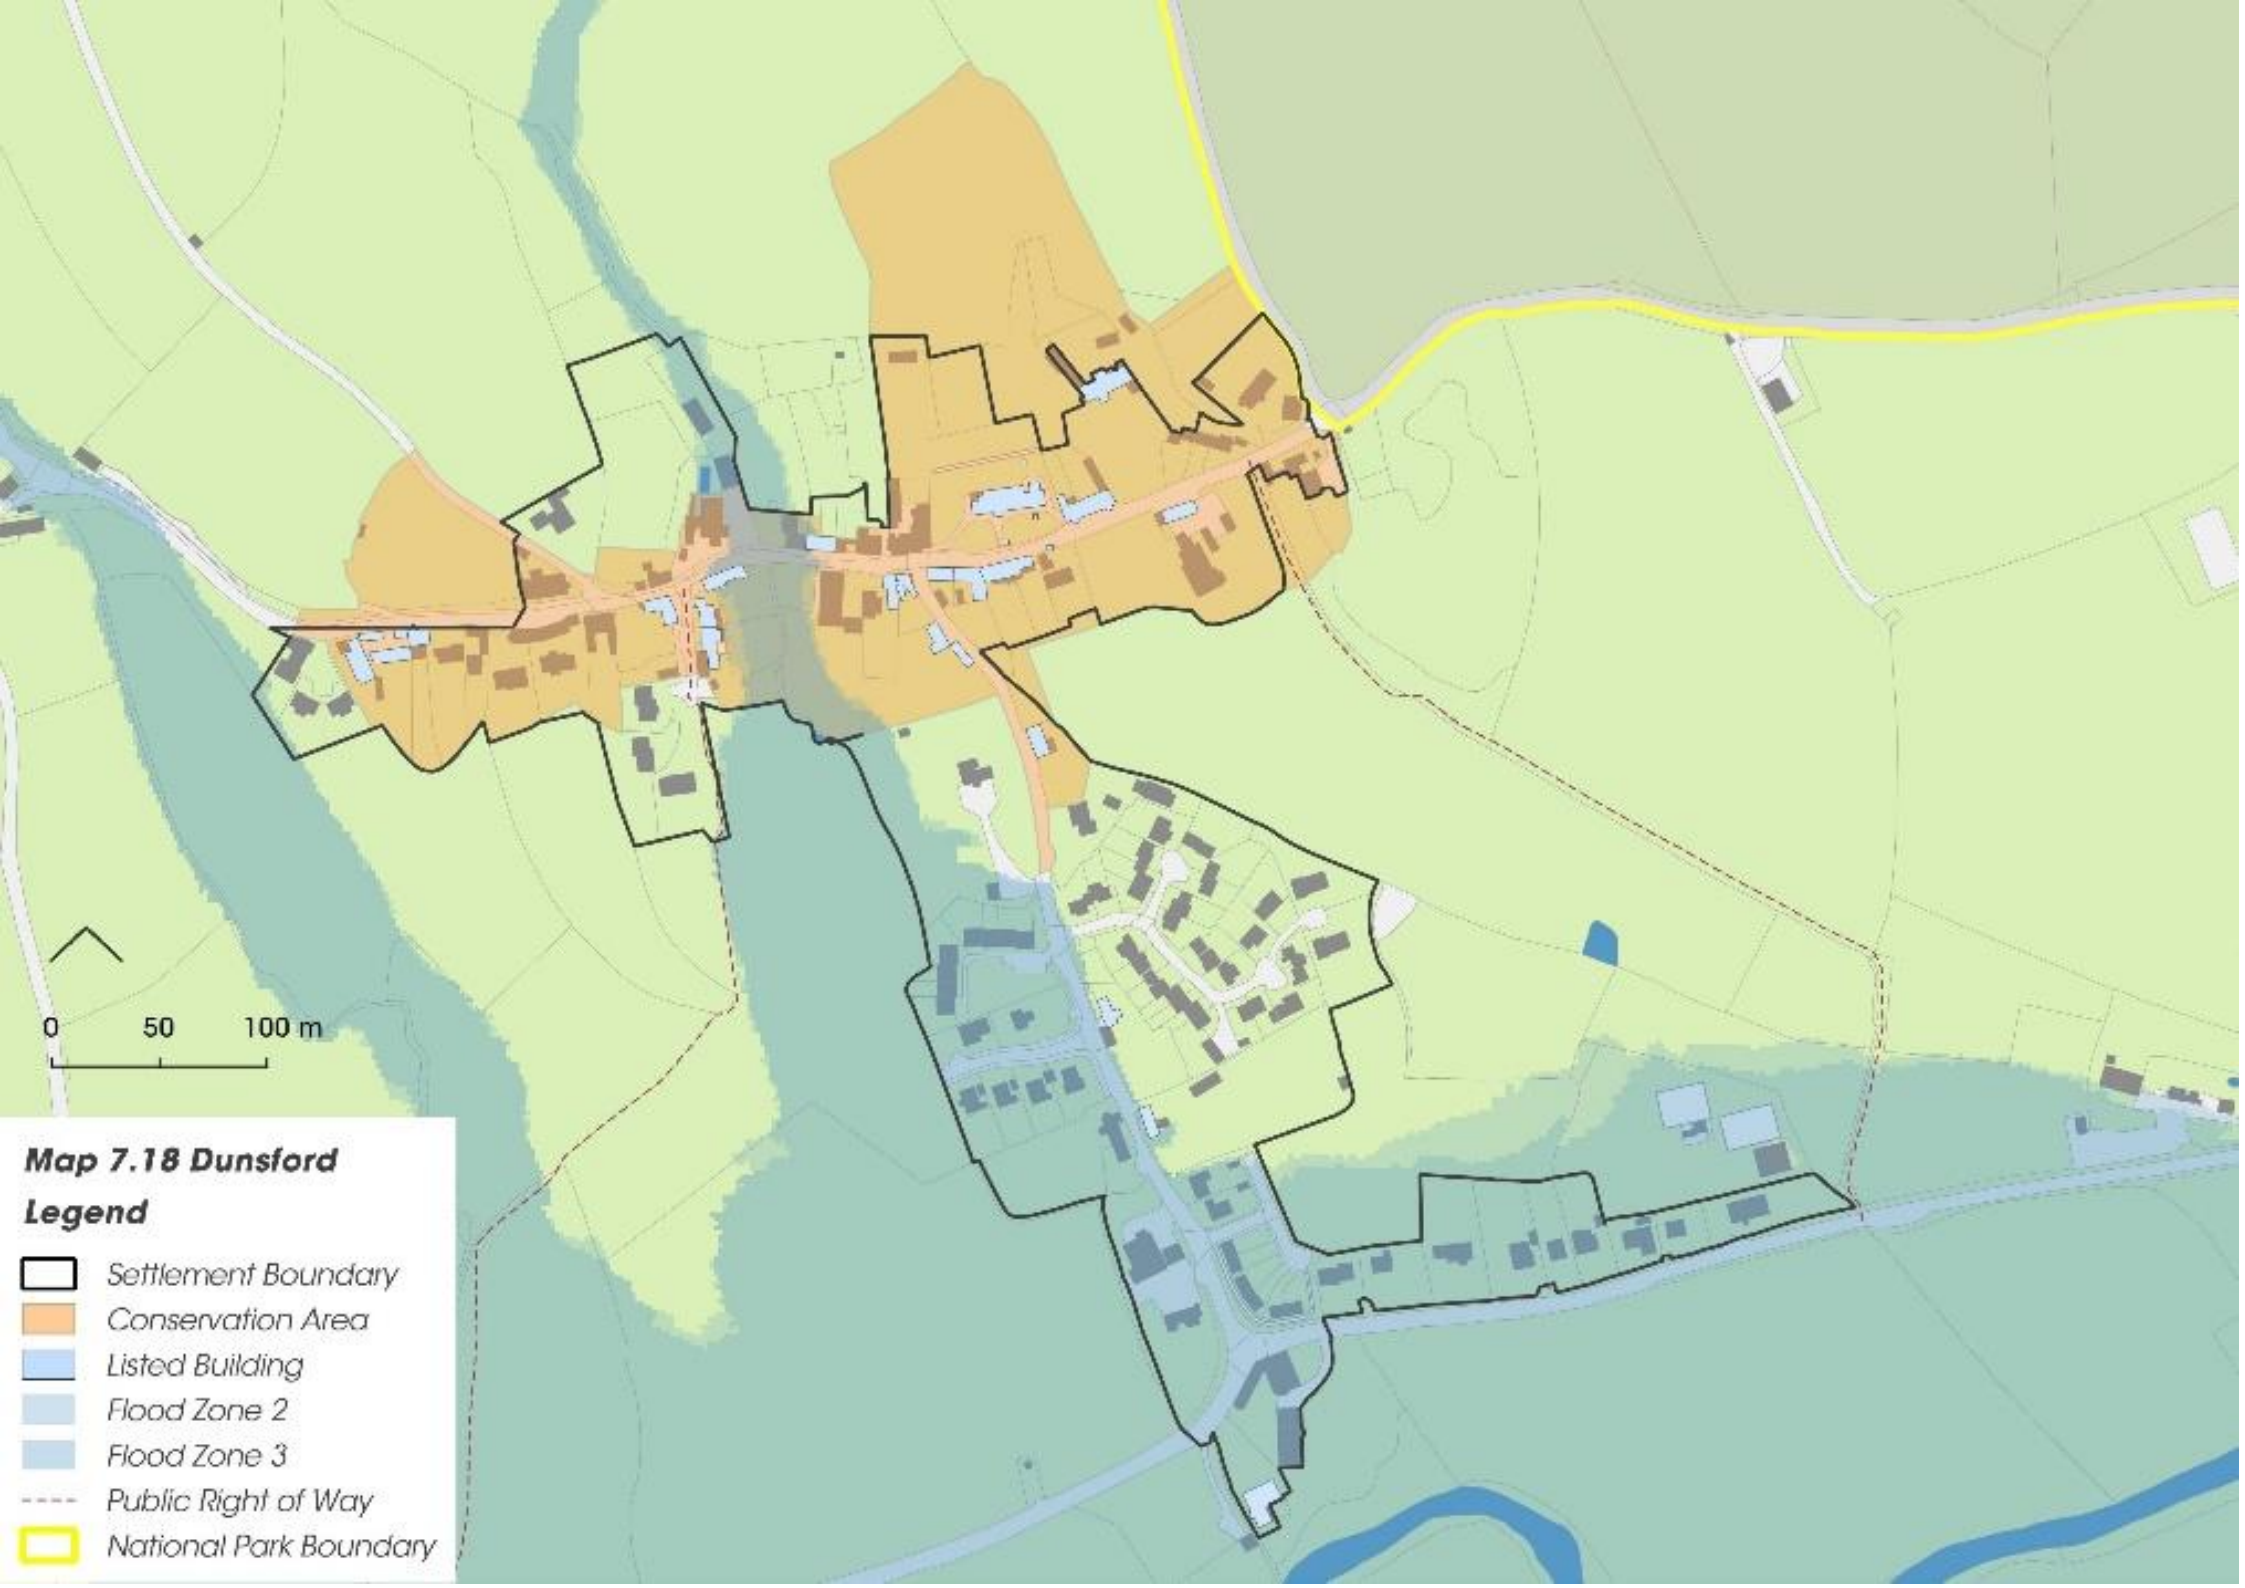 0 50 100 m
Map 7.18 Dunsford
Legend
Settlement Boundary
Conservation Area
Listed Building
Flood Zone 2
Flood Zone 3
Public Right of Way
National Park Boundary